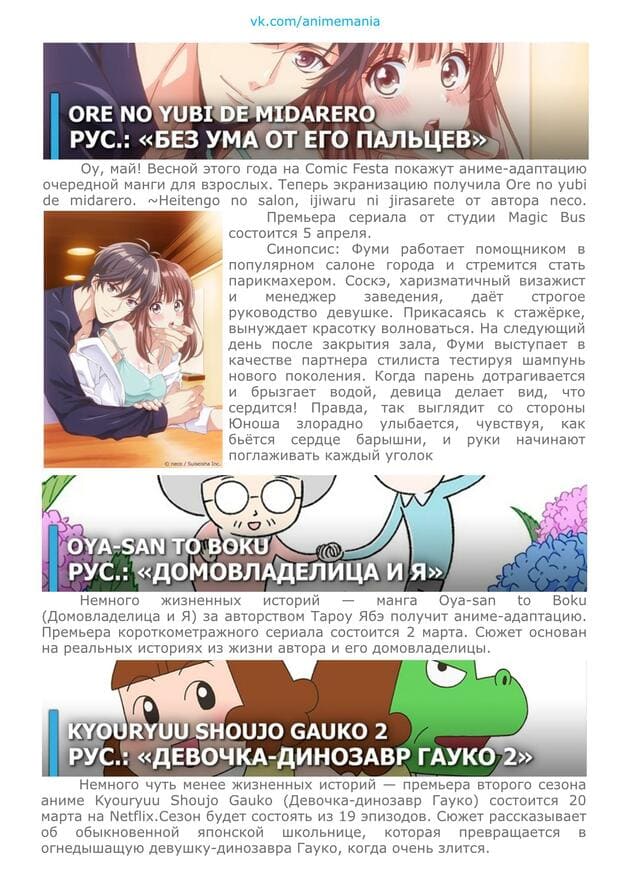 vk.com/animemania
ORE NO YUBI DE MIDARERO
РУС.: «БЕЗ УМА ОТ ЕГО ПАЛЬЦЕВ»
Оу, май! Весной этого года на Comic Festa покажут аниме-адаптацию
очередной манги для взрослых. Теперь экранизацию получила Ore no yubi
de midarero. ~Heitengo no salon, ijiwaru ni jirasarete от автора neco.
Премьера сериала от студии Magic Bus
состоится 5 апреля.
Синопсис: Фуми работает помощником в
популярном салоне города и стремится стать
парикмахером. Соскэ, харизматичный визажист
и менеджер заведения, даёт строгое
руководство девушке. Прикасаясь к стажёрке,
вынуждает красотку волноваться. На следующий
день после закрытия зала, Фуми выступает в
качестве партнера стилиста тестируя шампунь
нового поколения. Когда парень дотрагивается
и брызгает водой, девица делает вид, что
сердится! Правда, так выглядит со стороны
Юноша злорадно улыбается, чувствуя, как
бьётся сердце барышни, и руки начинают
поглаживать каждый уголок
© neco / Suiseisha Inc.
OYA-SAN TO BOKU
РУС.: «ДОМОВЛАДЕЛИЦА И Я»
Немного жизненных историй — манга Oya-san to Boku
(Домовладелица и Я) за авторством Тароу Ябэ получит аниме-адаптацию.
Премьера короткометражного сериала состоится 2 марта. Сюжет основан
на реальных историях из жизни автора и его домовладелицы.
KYOURYUU SHOUJO GAUKO 2
РУС.: «ДЕВОЧКА-ДИНОЗАВР ГАУКО 2»
Немного чуть менее жизненных историй — премьера второго сезона
аниме Kyouryuu Shoujo Gauko (Девочка-динозавр Гауко) состоится 20
марта на Netflix.Сезон будет состоять из 19 эпизодов. Сюжет рассказывает
об обыкновенной японской школьнице, которая превращается в
огнедышащую девушку-динозавра Гауко, когда очень злится.